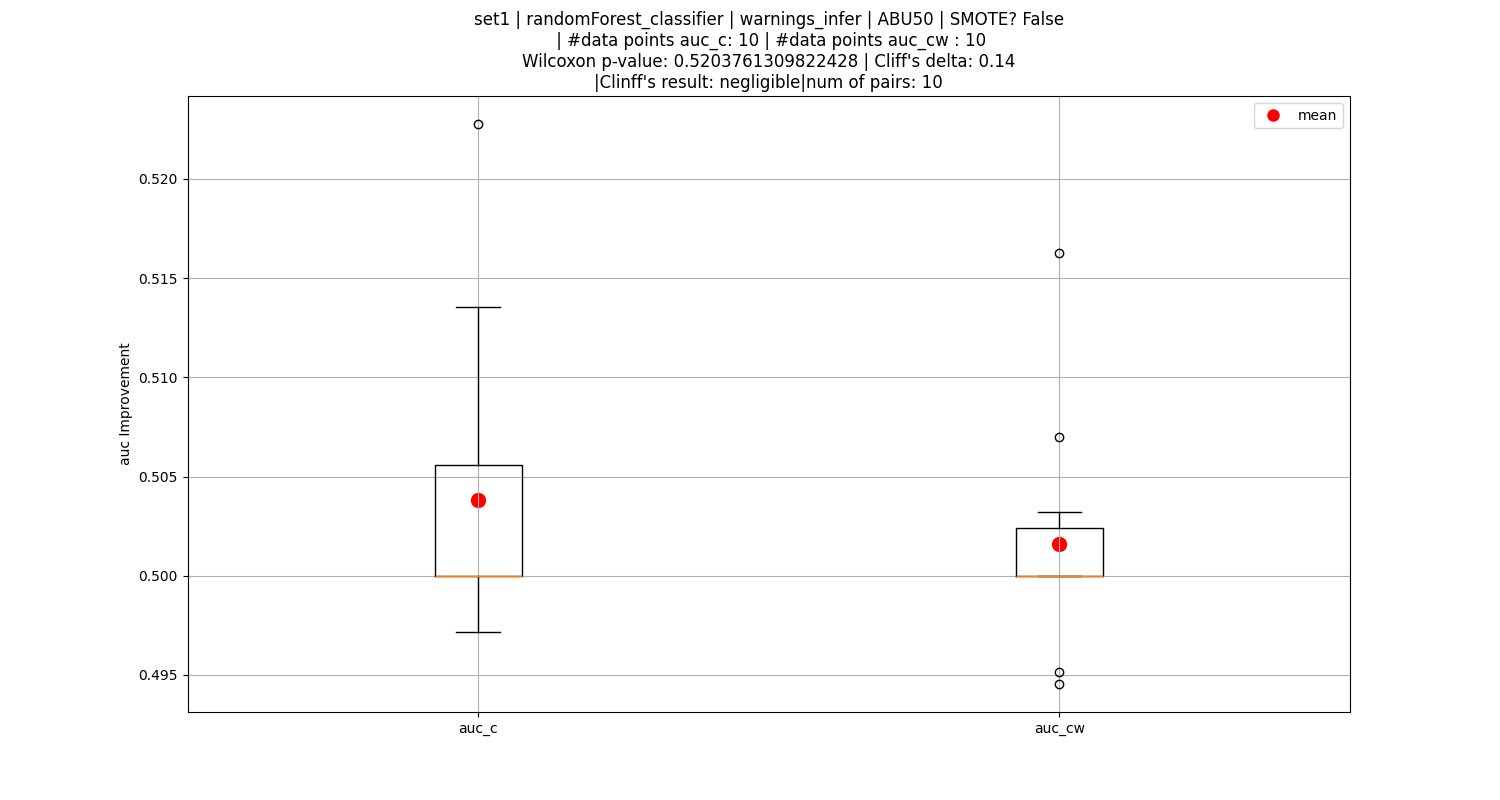 set1 | randomForest_classifier | warnings_infer | ABU50 | SMOTE? False
| #data points auc_c: 10 | #data points auc_cw : 10
Wilcoxon p-value: 0.5203761309822428 | Cliff's delta: 0.14
|Clinff's result: negligible|num of pairs: 10
mean
0.520
0.515
0.510
0.505
0.500
0.495
auc Improvement
auc_c
auc_cw